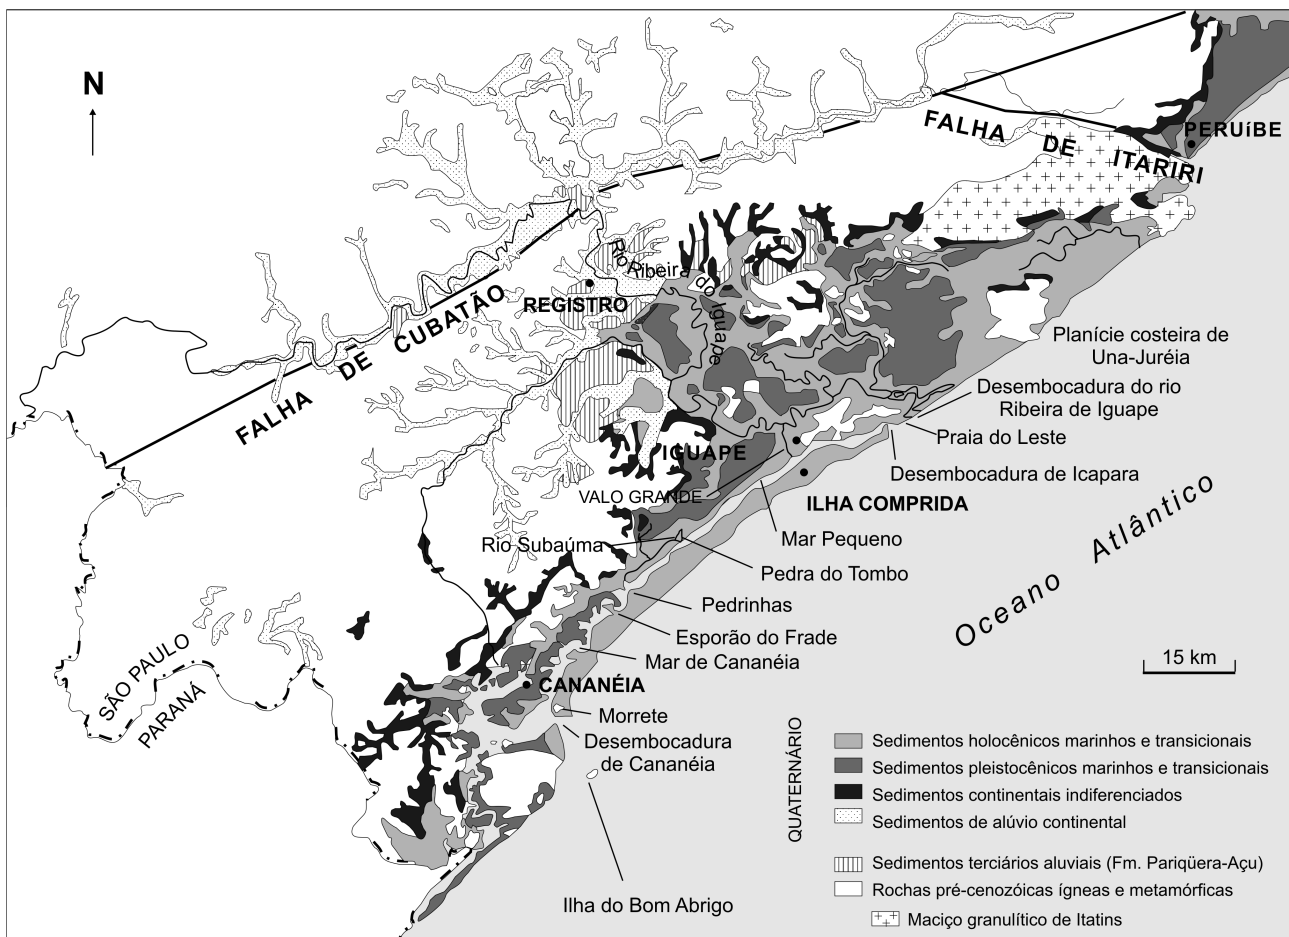 N
FALHA DE ITARIRI
PERUíBE
Rio Ribeira do Iguape
REGISTRO
FALHA DE CUBATÃO
Planície costeira de
Una-Juréia
Desembocadura do rio
Ribeira de Iguape
Praia do Leste
IGUAPE
Desembocadura de Icapara
VALO GRANDE
ILHA COMPRIDA
Mar Pequeno
Oceano Atlântico
Rio Subaúma
Pedra do Tombo
Pedrinhas
Esporão do Frade
Mar de Cananéia
15 km
SÃO PAULO
PARANÁ
CANANÉIA
Morrete
Desembocadura
de Cananéia
Ilha do Bom Abrigo
QUATERNÁRIO
Sedimentos holocênicos marinhos e transicionais
Sedimentos pleistocênicos marinhos e transicionais
Sedimentos continentais indiferenciados
Sedimentos de alúvio continental
Sedimentos terciários aluviais (Fm. Pariqüera-Açu)
Rochas pré-cenozóicas ígneas e metamórficas
Maciço granulítico de Itatins